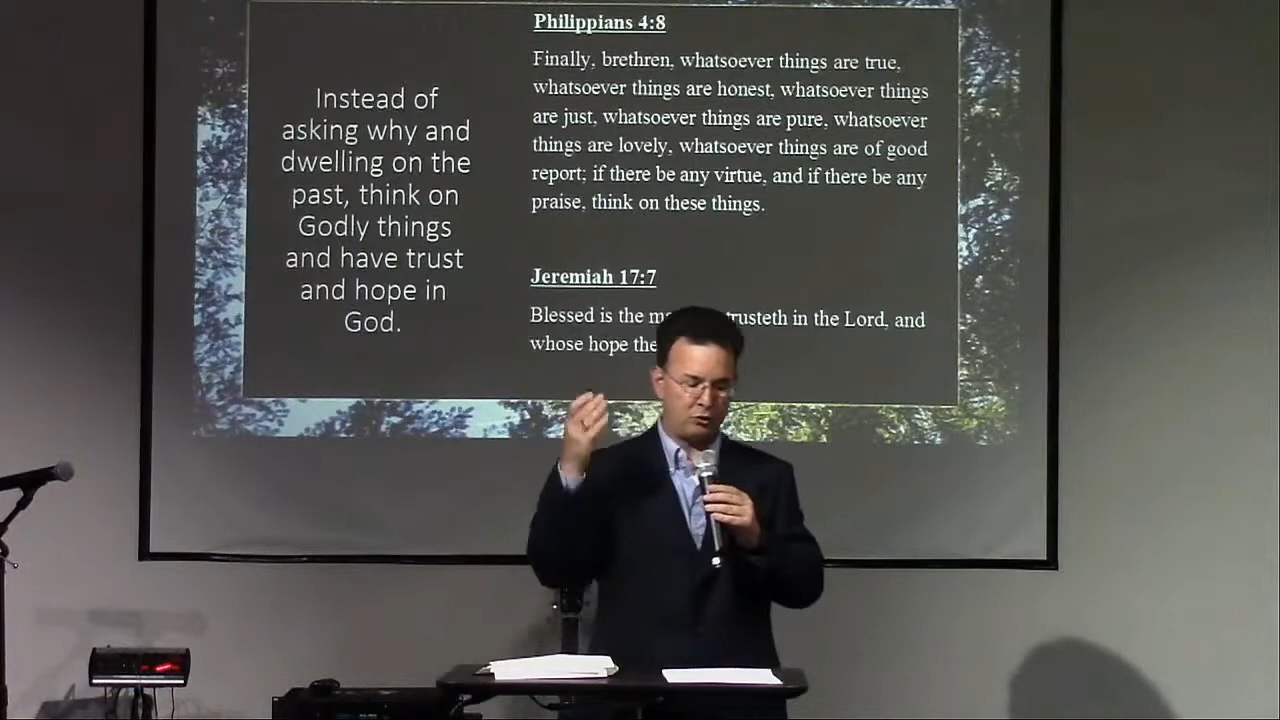 Instead of
asking why and
dwelling on the
past, think on
Godly things
and have trust
and hope in
God.
Philippians 4:8
Finally, brethren, whatsoever things are true,
whatsoever things are honest, whatsoever things
are just, whatsoever things are pure, whatsoever
things are lovely, whatsoever things are of good
report; if there be any virtue, and if there be any
praise, think on these things.
Jeremiah 17:7
Blessed is the trusteth in the Lord, and
whose hope